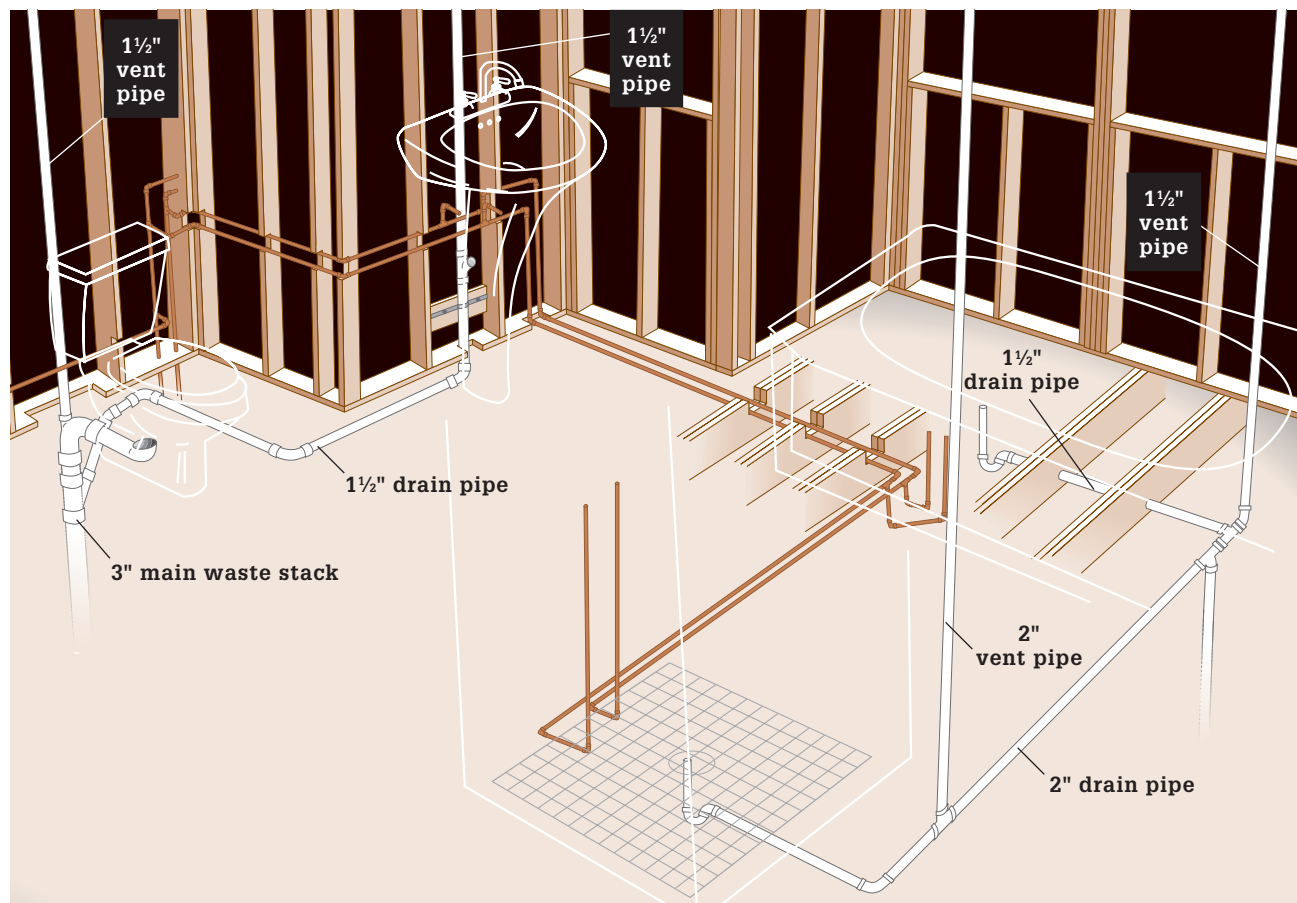 1½"
vent
pipe
1½"
vent
pipe
1½"
vent
pipe
1½"
drain pipe
1½" drain pipe
3" main waste stack
2"
vent pipe
2" drain pipe